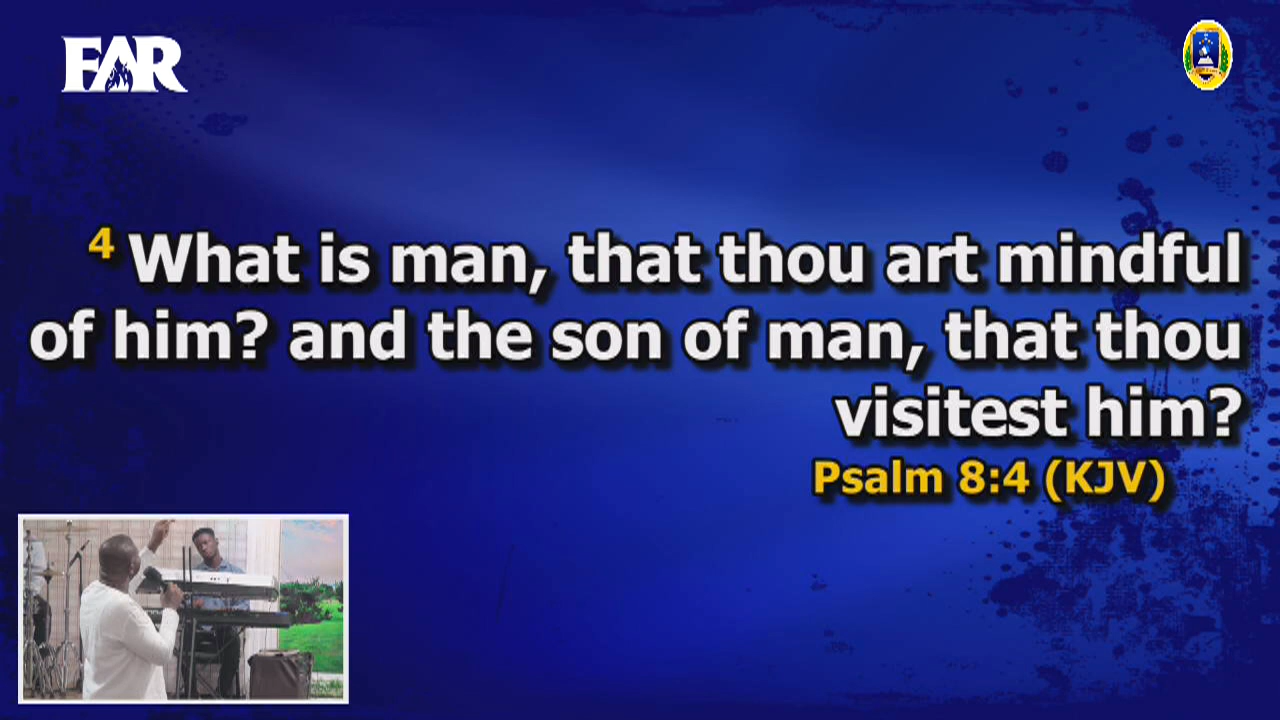 FAR
4 What is man, that thou art mindful
of him? and the son of man, that thou
visitest him?
Psalm 8:4 (KJV)